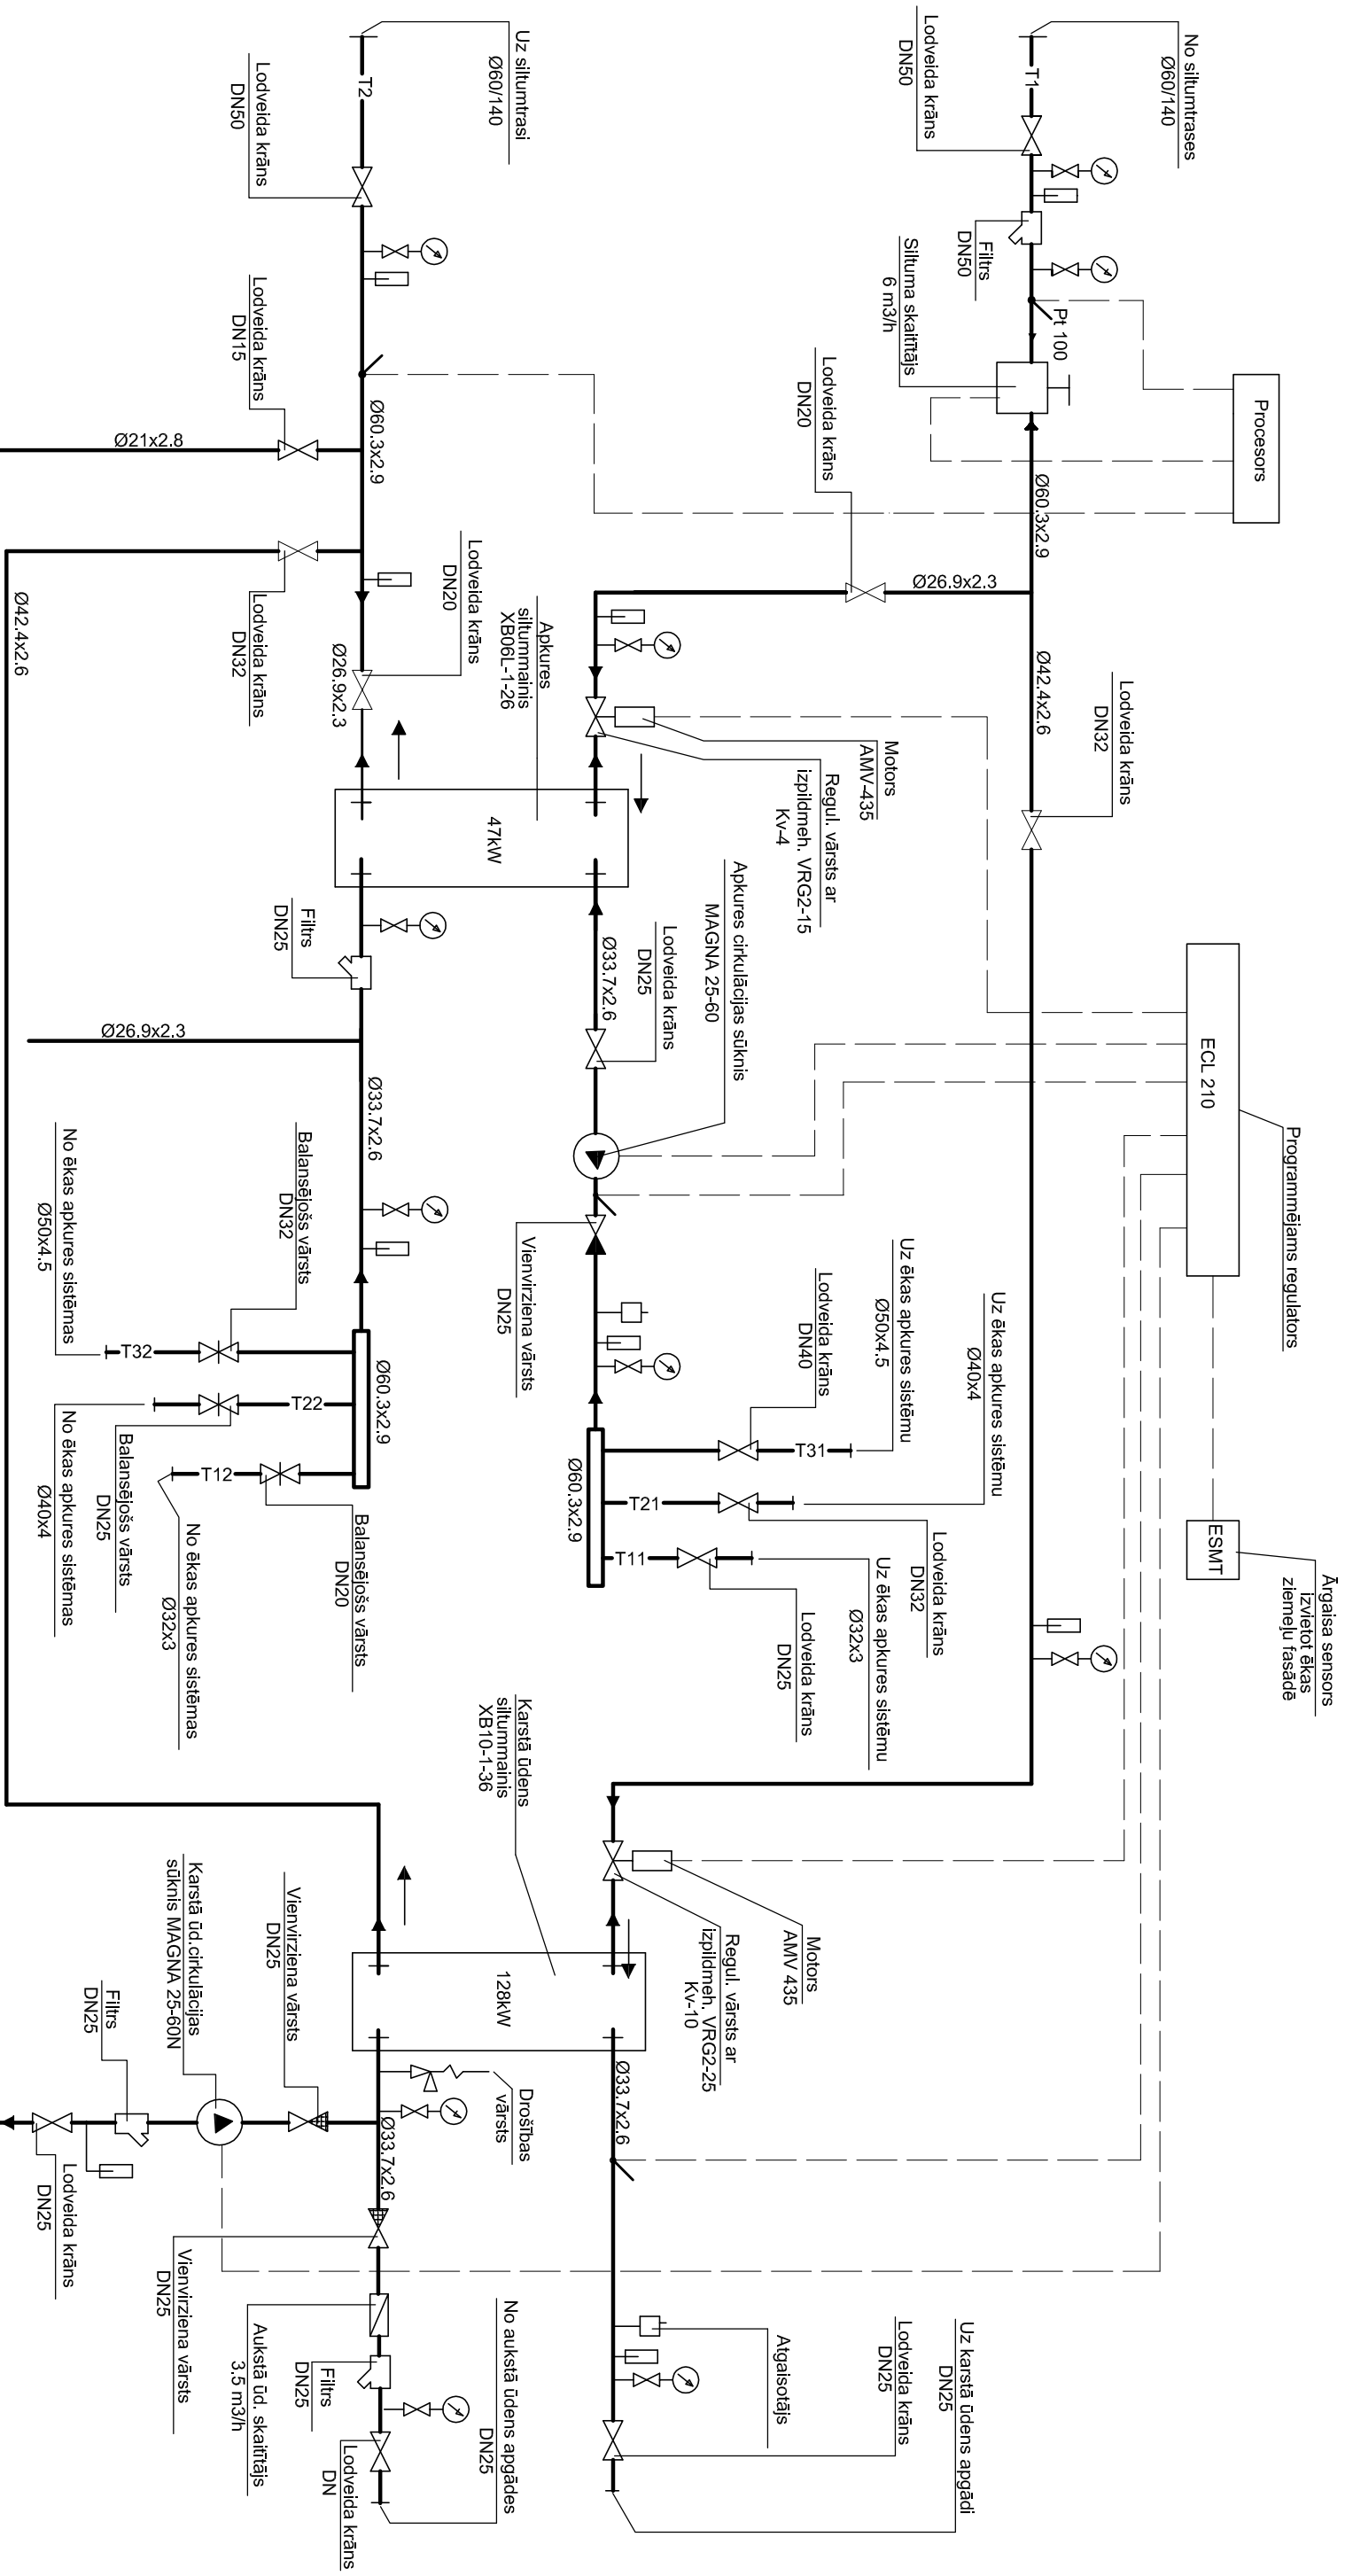 No siltumtrases
Ø60/140
T1
Lodveida krāns
DN50
Filtrs
DN50
Siltuma skaitītājs
6 m3/h
Pt 100
Procesors
Ø60.3x2.9
Lodveida krāns
DN20
Ø26.9x2.3
Ø42.4x2.6
Lodveida krāns
DN32
Uz siltumtrasi
Ø60/140
T2
Lodveida krāns
DN50
Lodveida krāns
DN15
Ø21x2.8
Ø60.3x2.9
Lodveida krāns
DN32
Ø42.4x2.6
Lodveida krāns
DN20
Ø26.9x2.3
Apkures
siltummainis
XB06L-1-26
47kW
Motors
AMV-435
Regul. vārsts ar
izpildmeh. VRG2-15
Kv-4
Apkures cirkulācijas sūknis
MAGNA 25-60
Lodveida krāns
DN25
Ø33.7x2.6
Filtrs
DN25
Ø26.9x2.3
Ø33.7x2.6
ECL 210
Programmējams regulators
ESMT
Ārgaisa sensors
izvietot ēkas
ziemeļu fasādē
Vienvirziena vārsts
DN25
Uz ēkas apkures sistēmu
Ø50x4.5
Lodveida krāns
DN40
T31
Uz ēkas apkures sistēmu
Ø40x4
T21
Lodveida krāns
DN32
Uz ēkas apkures sistēmu
Ø32x3
T11
Lodveida krāns
DN25
Ø60.3x2.9
Balansējošs vārsts
DN32
No ēkas apkures sistēmas
Ø50x4.5
T32
T22
Balansējošs vārsts
DN25
No ēkas apkures sistēmas
Ø40x4
T12
Ø60.3x2.9
Balansējošs vārsts
DN20
No ēkas apkures sistēmas
Ø32x3
Karstā ūdens
siltummainis
XB10-1-36
128kW
Motors
AMV 435
Regul. vārsts ar
izpildmeh. VRG2-25
Kv-10
Ø33.7x2.6
Drošības
vārsts
Ø33.7x2.6
Vienvirziena vārsts
DN25
Karstā ūd.cirkulācijas
sūknis MAGNA 25-60N
Filtrs
DN25
Lodveida krāns
DN25
Vienvirziena vārsts
DN25
Aukstā ūd. skaitītājs
3.5 m3/h
Filtrs
DN25
Lodveida krāns
DN
No aukstā ūdens apgādes
DN25
Atgaisotājs
Lodveida krāns
DN25
Uz karstā ūdens apgādi
DN25